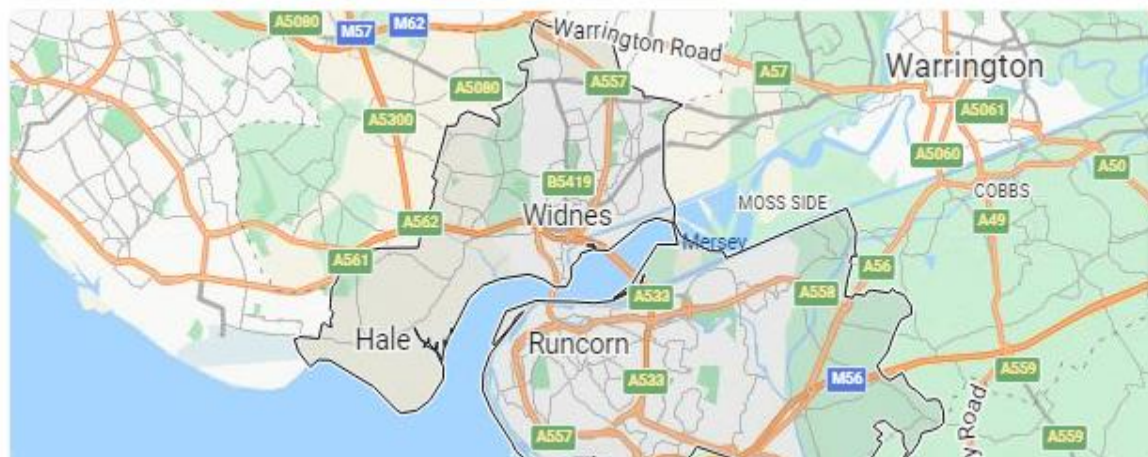 A5080
M57
M62
Warrington Road
A557
A5080
A57
Warrington
A5300
A5061
A5060
A50
B5419
COBBS
MOSS SIDE
A49
Widnes
A562
A561
Mersey
A56
A533
A558
Hale
Runcorn
A533
M56
A559
A557
y Road
A559